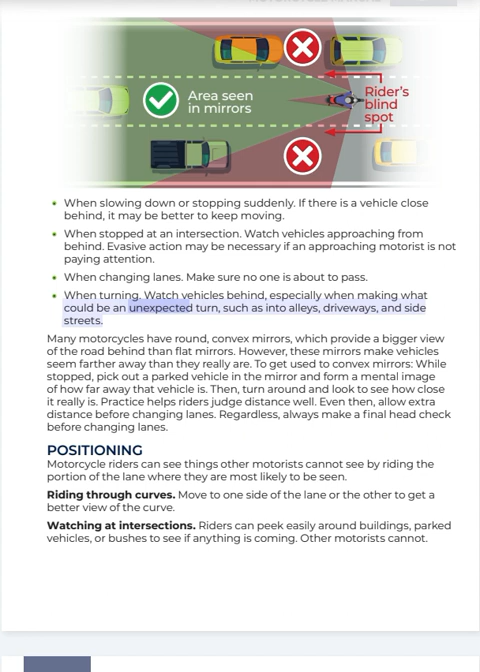 Area seen
in mirrors
Rider's
blind
spot
• When slowing down or stopping suddenly. If there is a vehicle close
behind, it may be better to keep moving.
• When stopped at an intersection. Watch vehicles approaching from
behind. Evasive action may be necessary if an approaching motorist is not
paying attention.
• When changing lanes. Make sure no one is about to pass.
• When turning. Watch vehicles behind, especially when making what
could be an unexpected turn, such as into alleys, driveways, and side
streets.
Many motorcycles have round, convex mirrors, which provide a bigger view
of the road behind than flat mirrors. However, these mirrors make vehicles
seem farther away than they really are. To get used to convex mirrors: While
stopped, pick out a parked vehicle in the mirror and form a mental image
of how far away that vehicle is. Then, turn around and look to see how close
it really is. Practice helps riders judge distance well. Even then, allow extra
distance before changing lanes. Regardless, always make a final head check
before changing lanes.
POSITIONING
Motorcycle riders can see things other motorists cannot see by riding the
portion of the lane where they are most likely to be seen.
Riding through curves. Move to one side of the lane or the other to get a
better view of the curve.
Watching at intersections. Riders can peek easily around buildings, parked
vehicles, or bushes to see if anything is coming. Other motorists cannot.